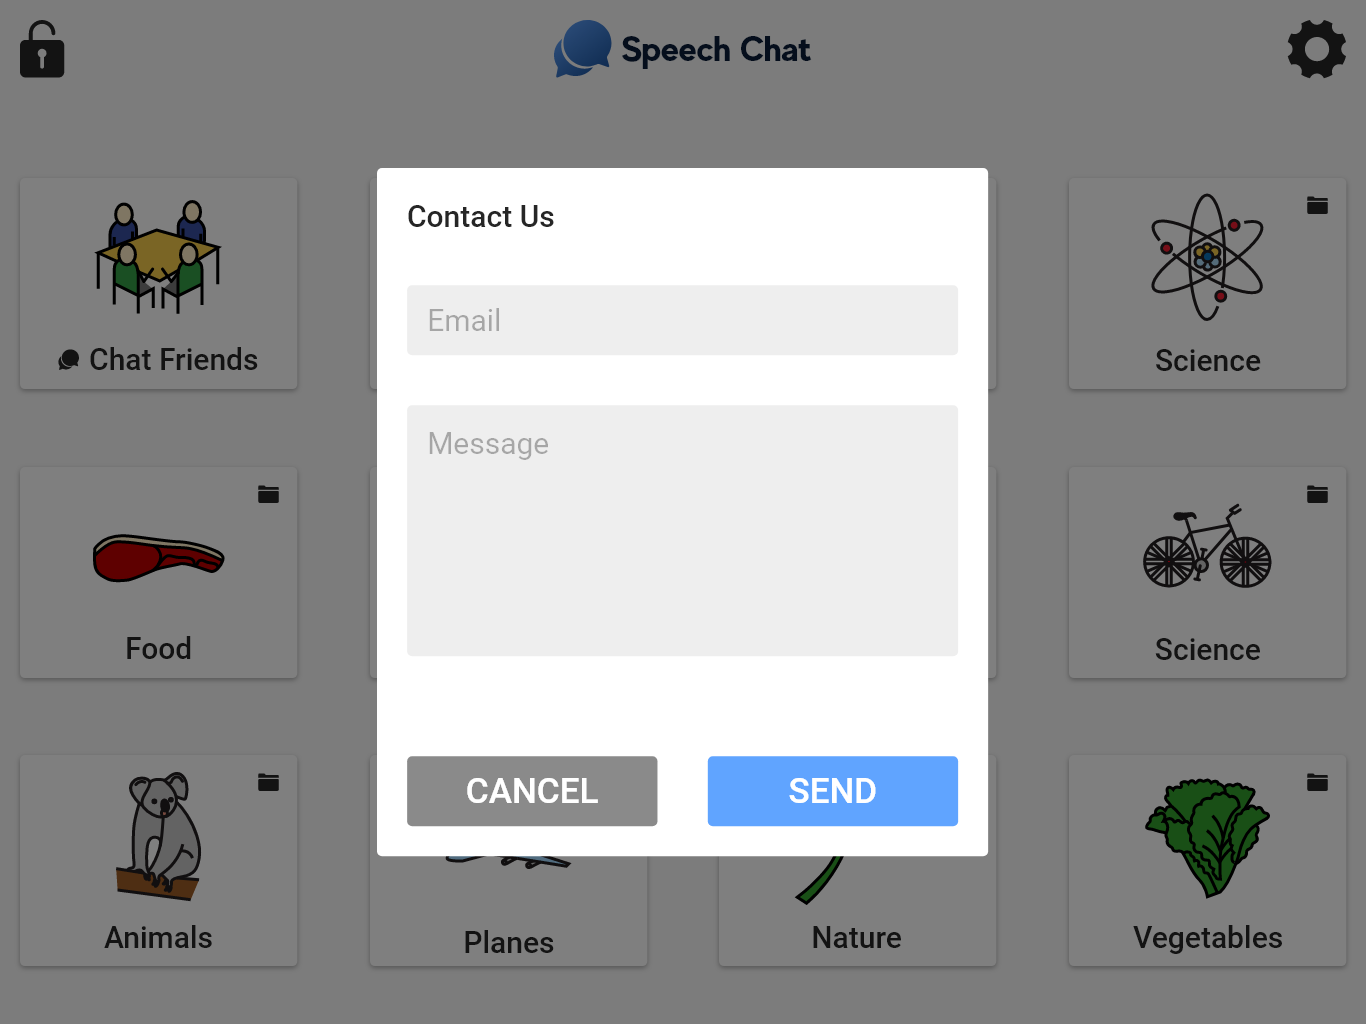 Speech Chat
Contact Us
Email
Message
CANCEL
SEND
Chat Friends
Science
Food
Science
Animals
Planes
Nature
Vegetables